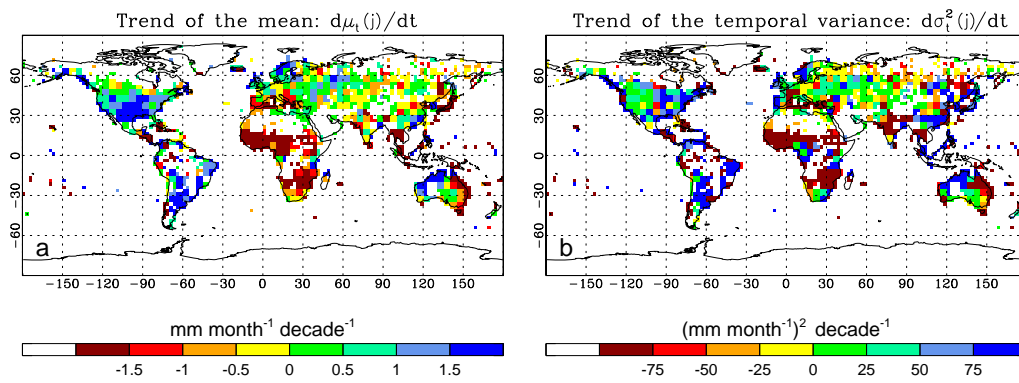 Trend of the mean: dμₜ(j)/dt
Trend of the temporal variance: dσₜ²(j)/dt
60
30
0
−30
−60
a
−150 −120 −90 −60 −30 0 30 60 90 120 150
60
30
0
−30
−60
b
−150 −120 −90 −60 −30 0 30 60 90 120 150
mm month⁻¹ decade⁻¹
-1.5 -1 -0.5 0 0.5 1 1.5
(mm month⁻¹)² decade⁻¹
-75 -50 -25 0 25 50 75